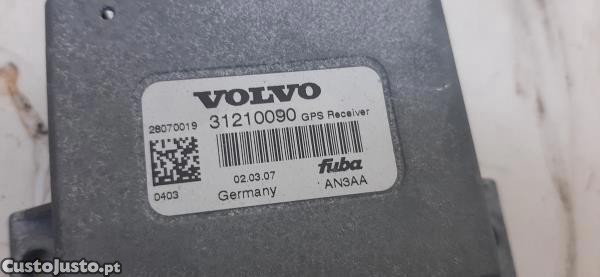 VOLVO
28070019 31210090 GPS Receiver
0403 02.03.07 fuba
Germany AN3AA
CustoJusto.pt